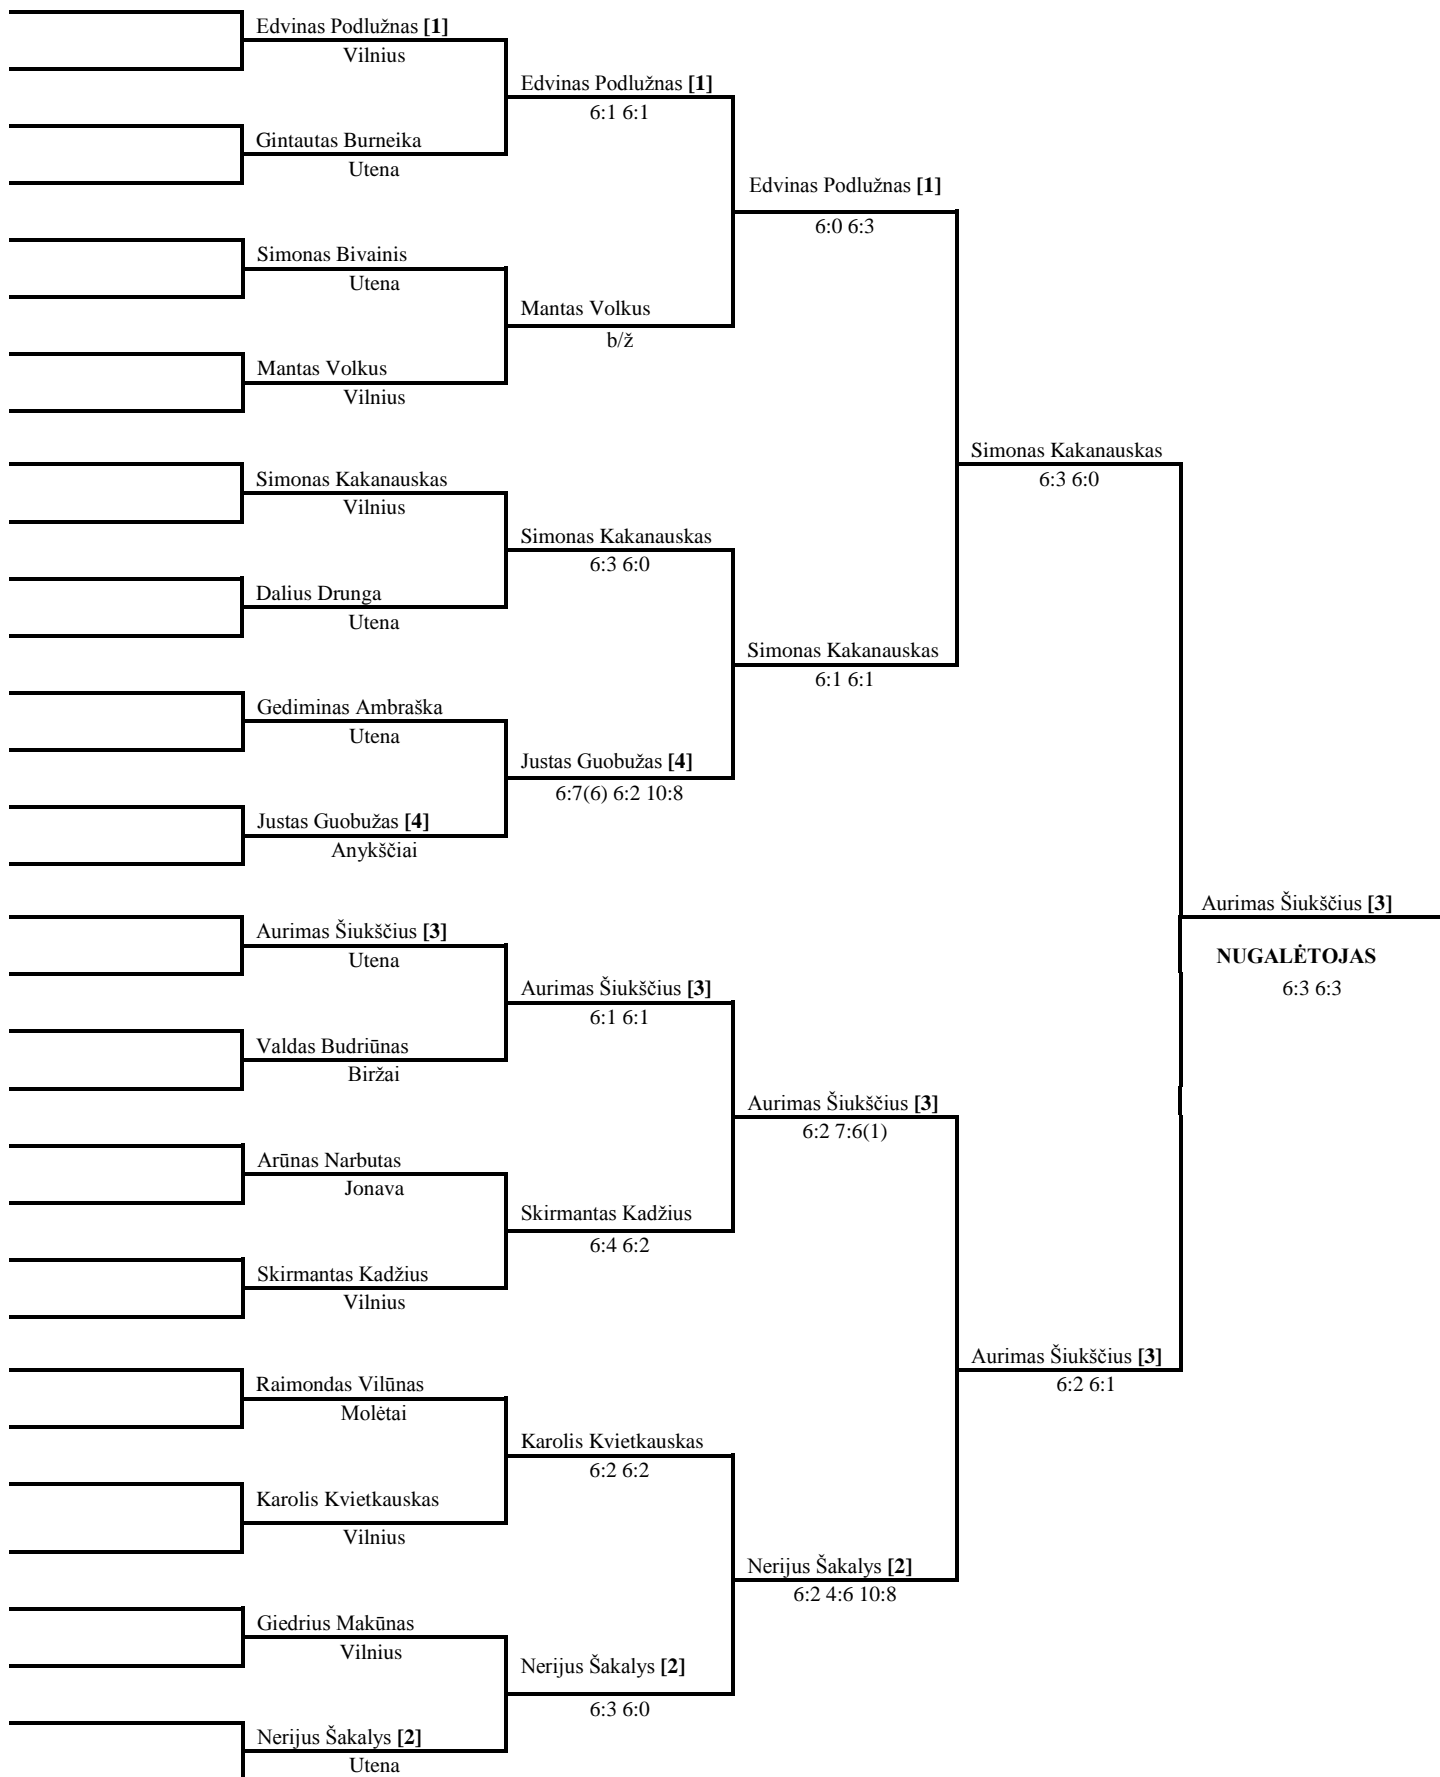 Edvinas Podlužnas [1]
Vilnius
Edvinas Podlužnas [1]
6:1 6:1
Gintautas Burneika
Utena
Edvinas Podlužnas [1]
6:0 6:3
Simonas Bivainis
Utena
Mantas Volkus
b/ž
Mantas Volkus
Vilnius
Simonas Kakanauskas
6:3 6:0
Simonas Kakanauskas
Vilnius
Simonas Kakanauskas
6:3 6:0
Dalius Drunga
Utena
Simonas Kakanauskas
6:1 6:1
Gediminas Ambraška
Utena
Justas Guobužas [4]
6:7(6) 6:2 10:8
Justas Guobužas [4]
Anykščiai
Aurimas Šiukščius [3]
NUGALĖTOJAS
6:3 6:3
Aurimas Šiukščius [3]
Utena
Aurimas Šiukščius [3]
6:1 6:1
Valdas Budriūnas
Biržai
Aurimas Šiukščius [3]
6:2 7:6(1)
Arūnas Narbutas
Jonava
Skirmantas Kadžius
6:4 6:2
Skirmantas Kadžius
Vilnius
Aurimas Šiukščius [3]
6:2 6:1
Raimondas Vilūnas
Molėtai
Karolis Kvietkauskas
6:2 6:2
Karolis Kvietkauskas
Vilnius
Nerijus Šakalys [2]
6:2 4:6 10:8
Giedrius Makūnas
Vilnius
Nerijus Šakalys [2]
6:3 6:0
Nerijus Šakalys [2]
Utena